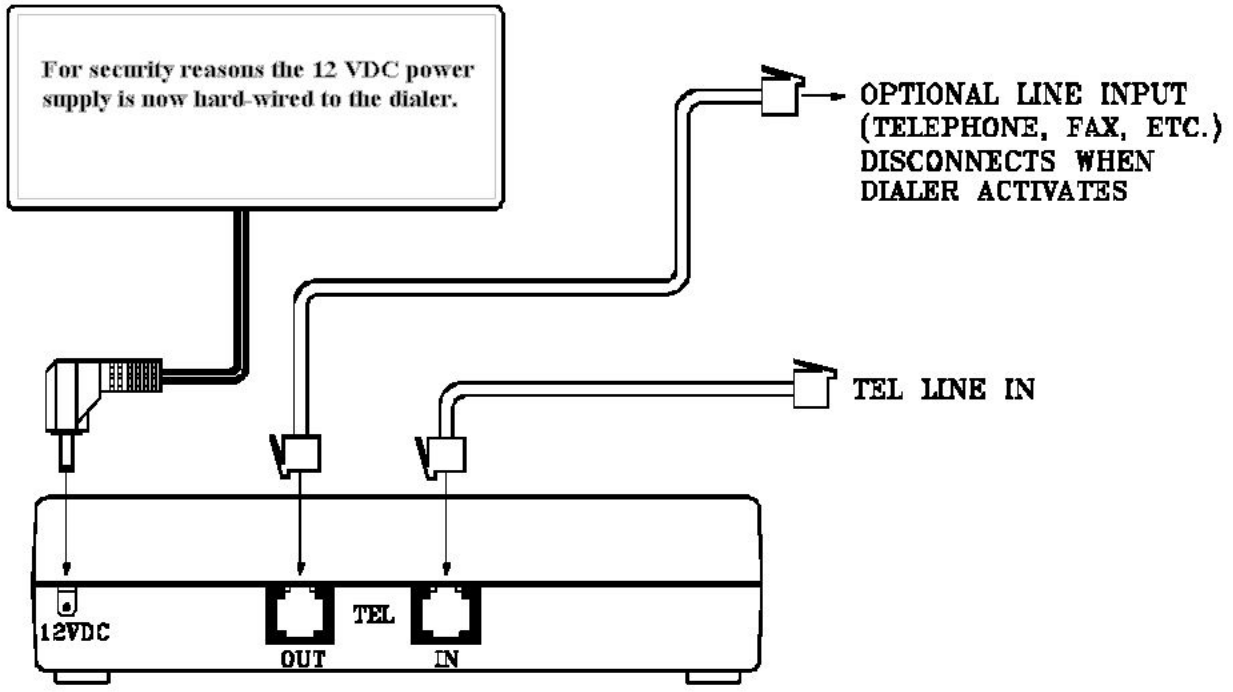 For security reasons the 12 VDC power
supply is now hard-wired to the dialer.
OPTIONAL LINE INPUT
(TELEPHONE, FAX, ETC.)
DISCONNECTS WHEN
DIALER ACTIVATES
TEL LINE IN
12VDC
OUT
TEL
IN